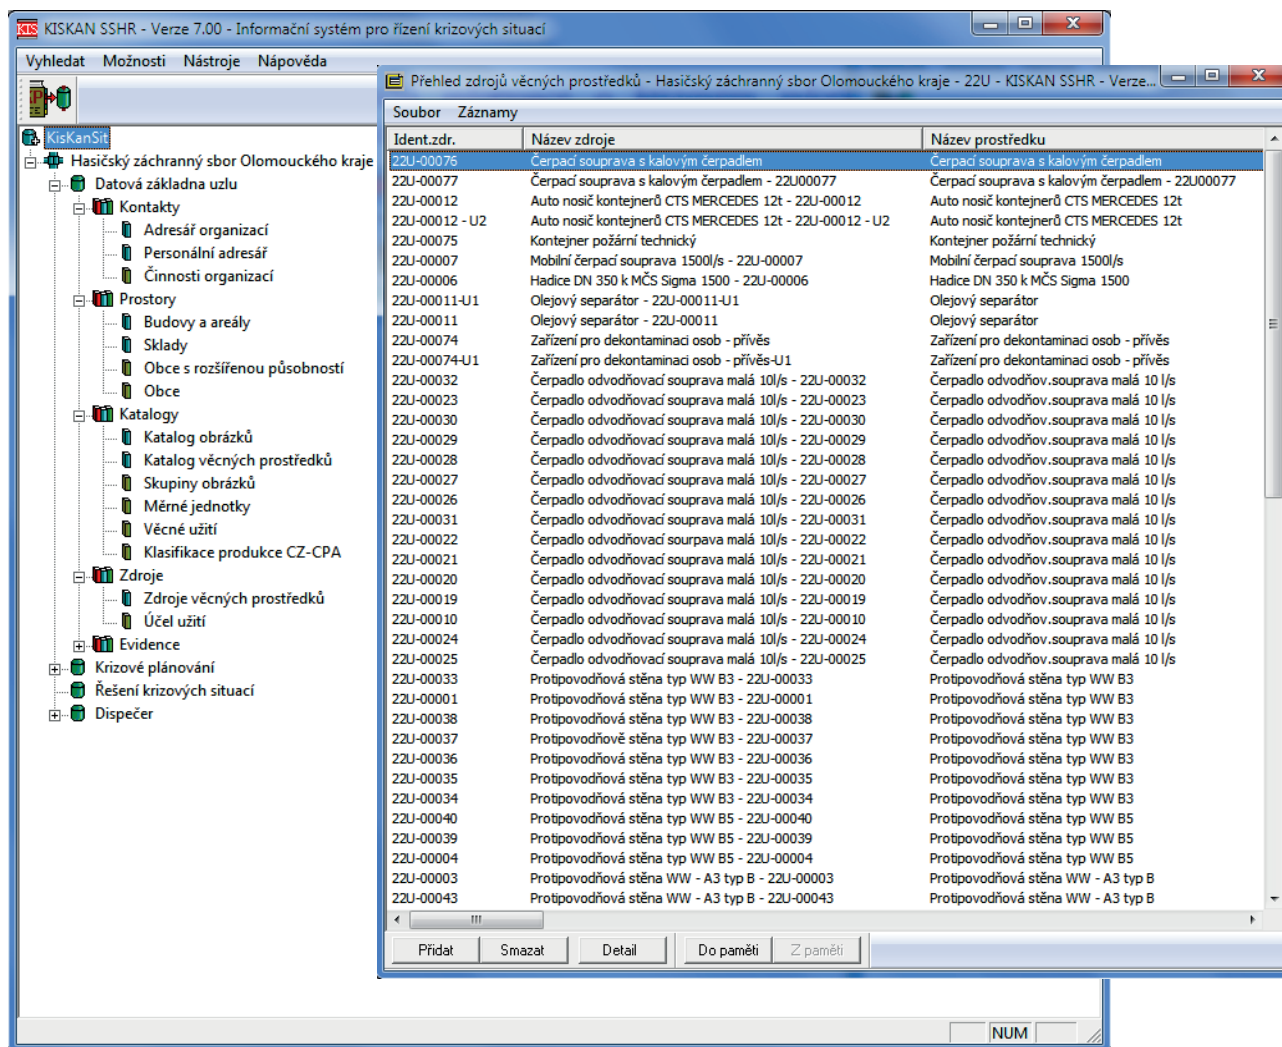 KIS KISKAN SSHR - Verze 7.00 - Informační systém pro řízení krizových situací
Vyhledat Možnosti Nástroje Nápověda
KisKanSit
Hasičský záchranný sbor Olomouckého kraje
Datová základna uzlu
Kontakty
Adresář organizací
Personální adresář
Činnosti organizací
Prostory
Budovy a areály
Sklady
Obce s rozšířenou působností
Obce
Katalogy
Katalog obrázků
Katalog věcných prostředků
Skupiny obrázků
Měrné jednotky
Věcné užití
Klasifikace produkce CZ-CPA
Zdroje
Zdroje věcných prostředků
Účel užití
Evidence
Krizové plánování
Řešení krizových situací
Dispečer
Přehled zdrojů věcných prostředků - Hasičský záchranný sbor Olomouckého kraje - 22U - KISKAN SSHR - Verze...
Soubor Záznamy
Ident.zdr. Název zdroje Název prostředku
22U-00076 Čerpací souprava s kalovým čerpadlem Čerpací souprava s kalovým čerpadlem
22U-00077 Čerpací souprava s kalovým čerpadlem - 22U00077 Čerpací souprava s kalovým čerpadlem - 22U00077
22U-00012 Auto nosič kontejnerů CTS MERCEDES 12t - 22U-00012 Auto nosič kontejnerů CTS MERCEDES 12t
22U-00012 - U2 Auto nosič kontejnerů CTS MERCEDES 12t - 22U-00012 - U2 Auto nosič kontejnerů CTS MERCEDES 12t
22U-00075 Kontejner požární technický Kontejner požární technický
22U-00007 Mobilní čerpací souprava 1500l/s - 22U-00007 Mobilní čerpací souprava 1500l/s
22U-00006 Hadice DN 350 k MČS Sigma 1500 - 22U-00006 Hadice DN 350 k MČS Sigma 1500
22U-00011-U1 Olejový separátor - 22U-00011-U1 Olejový separátor
22U-00011 Olejový separátor - 22U-00011 Olejový separátor
22U-00074 Zařízení pro dekontaminaci osob - přívěs Zařízení pro dekontaminaci osob - přívěs
22U-00074-U1 Zařízení pro dekontaminaci osob - přívěs-U1 Zařízení pro dekontaminaci osob - přívěs
22U-00032 Čerpadlo odvodňovací souprava malá 10l/s - 22U-00032 Čerpadlo odvodňov.souprava malá 10 l/s
22U-00023 Čerpadlo odvodňovací souprava malá 10l/s - 22U-00023 Čerpadlo odvodňov.souprava malá 10 l/s
22U-00030 Čerpadlo odvodňovací souprava malá 10l/s - 22U-00030 Čerpadlo odvodňov.souprava malá 10 l/s
22U-00029 Čerpadlo odvodňovací souprava malá 10l/s - 22U-00029 Čerpadlo odvodňov.souprava malá 10 l/s
22U-00028 Čerpadlo odvodňovací souprava malá 10l/s - 22U-00028 Čerpadlo odvodňov.souprava malá 10 l/s
22U-00027 Čerpadlo odvodňovací souprava malá 10l/s - 22U-00027 Čerpadlo odvodňov.souprava malá 10 l/s
22U-00026 Čerpadlo odvodňovací souprava malá 10l/s - 22U-00026 Čerpadlo odvodňov.souprava malá 10 l/s
22U-00031 Čerpadlo odvodňovací souprava malá 10l/s - 22U-00031 Čerpadlo odvodňov.souprava malá 10 l/s
22U-00022 Čerpadlo odvodňovací sourpava malá 10l/s - 22U-00022 Čerpadlo odvodňov.souprava malá 10 l/s
22U-00021 Čerpadlo odvodňovací souprava malá 10l/s - 22U-00021 Čerpadlo odvodňov.souprava malá 10 l/s
22U-00020 Čerpadlo odvodňovací souprava malá 10l/s - 22U-00020 Čerpadlo odvodňov.souprava malá 10 l/s
22U-00019 Čerpadlo odvodňovací souprava malá 10l/s - 22U-00019 Čerpadlo odvodňov.souprava malá 10 l/s
22U-00010 Čerpadlo odvodňovací souprava malá 10l/s - 22U-00010 Čerpadlo odvodňov.souprava malá 10 l/s
22U-00024 Čerpadlo odvodňovací souprava malá 10l/s - 22U-00024 Čerpadlo odvodňov.souprava malá 10 l/s
22U-00025 Čerpadlo odvodňovací souprava malá 10l/s - 22U-00025 Čerpadlo odvodňov.souprava malá 10 l/s
22U-00033 Protipovodňová stěna typ WW B3 - 22U-00033 Protipovodňová stěna typ WW B3
22U-00001 Protipovodňová stěna typ WW B3 - 22U-00001 Protipovodňová stěna typ WW B3
22U-00038 Protipovodňová stěna typ WW B3 - 22U-00038 Protipovodňová stěna typ WW B3
22U-00037 Protipovodňově stěna typ WW B3 - 22U-00037 Protipovodňová stěna typ WW B3
22U-00036 Protipovodňová stěna typ WW B3 - 22U-00036 Protipovodňová stěna typ WW B3
22U-00035 Protipovodňová stěna typ WW B3 - 22U-00035 Protipovodňová stěna typ WW B3
22U-00034 Protipovodňová stěna typ WW B3 - 22U-00034 Protipovodňová stěna typ WW B3
22U-00040 Protipovodňová stěna typ WW B5 - 22U-00040 Protipovodňová stěna typ WW B5
22U-00039 Protipovodňová stěna typ WW B5 - 22U-00039 Protipovodňová stěna typ WW B5
22U-00004 Protipovodňová stěna typ WW B5 - 22U-00004 Protipovodňová stěna typ WW B5
22U-00003 Protipovodňová stěna WW - A3 typ B - 22U-00003 Protipovodňová stěna WW - A3 typ B
22U-00043 Protipovodňová stěna WW - A3 typ B - 22U-00043 Protipovodňová stěna WW - A3 typ B
Přidat Smazat Detail Do paměti Z paměti
NUM